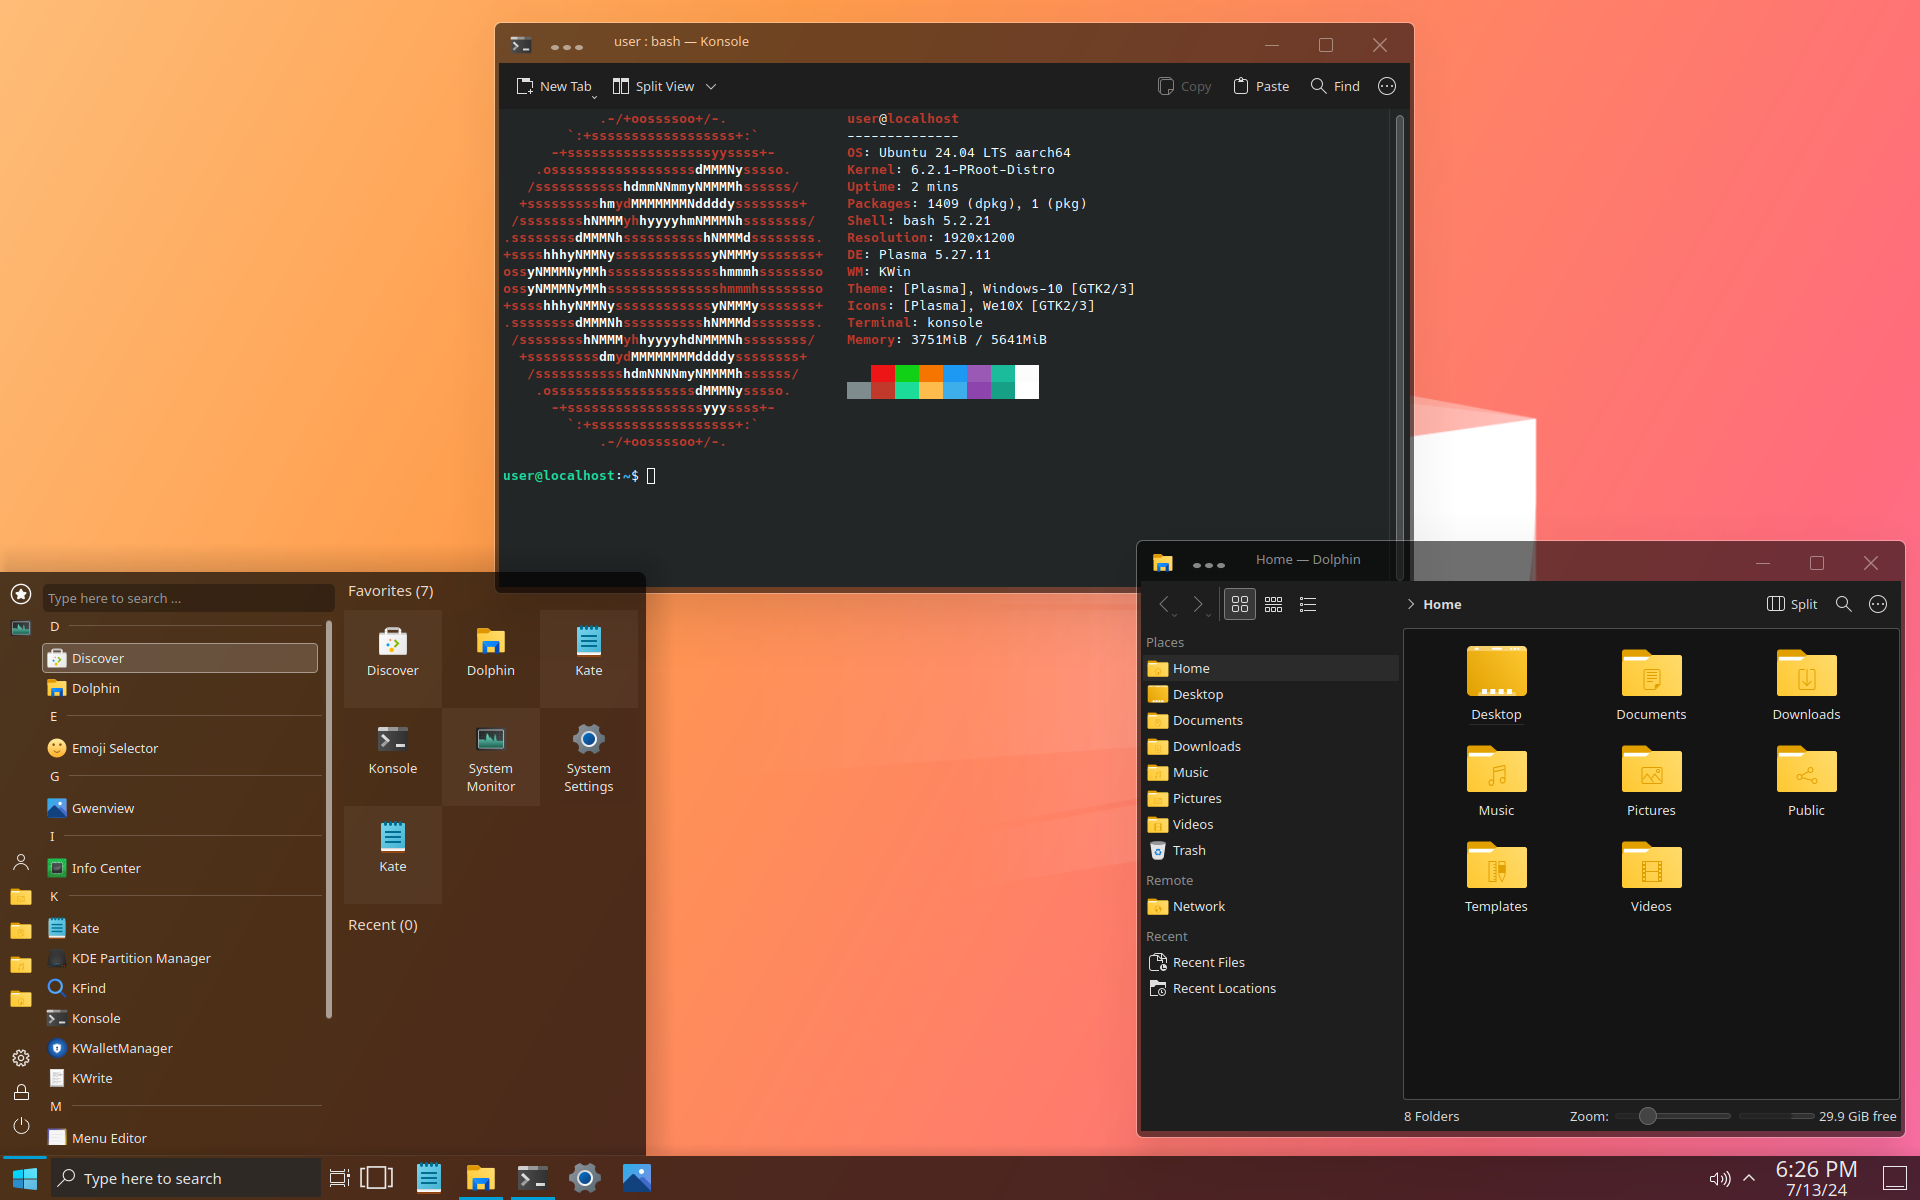 user : bash — Konsole
New Tab
Split View
Copy
Paste
Find
.-/+oossssoo+/-.
`:+ssssssssssssssssss+:`
-+ssssssssssssssssssyyssss+-
.ossssssssssssssssssdMMMNysssso.
/ssssssssssshdmmNNmmyNMMMMhssssss/
+ssssssssshmydMMMMMMMNddddyssssssss+
/sssssssshNMMMyhhyyyyhmNMMMNhssssssss/
.ssssssssdMMMNhsssssssssshNMMMdssssssss.
+sssshhhyNMMNyssssssssssssyNMMMysssssss+
ossyNMMMNyMMhsssssssssssssshmmmhssssssso
ossyNMMMNyMMhsssssssssssssshmmmhssssssso
+sssshhhyNMMNyssssssssssssyNMMMysssssss+
.ssssssssdMMMNhsssssssssshNMMMdssssssss.
/sssssssshNMMMyhhyyyyhdNMMMNhssssssss/
+sssssssssdmydMMMMMMMMddddyssssssss+
/ssssssssssshdmNNNNmyNMMMMhssssss/
.ossssssssssssssssssdMMMNysssso.
-+sssssssssssssssssyyyssss+-
`:+ssssssssssssssssss+:`
.-/+oossssoo+/-.
user@localhost
--------------
OS: Ubuntu 24.04 LTS aarch64
Kernel: 6.2.1-PRoot-Distro
Uptime: 2 mins
Packages: 1409 (dpkg), 1 (pkg)
Shell: bash 5.2.21
Resolution: 1920x1200
DE: Plasma 5.27.11
WM: KWin
Theme: [Plasma], Windows-10 [GTK2/3]
Icons: [Plasma], We10X [GTK2/3]
Terminal: konsole
Memory: 3751MiB / 5641MiB
user@localhost:~$
Type here to search ...
D
Discover
Dolphin
E
Emoji Selector
G
Gwenview
I
Info Center
K
Kate
KDE Partition Manager
KFind
Konsole
KWalletManager
KWrite
M
Menu Editor
Favorites (7)
Discover
Dolphin
Kate
Konsole
System
Monitor
System
Settings
Kate
Recent (0)
Home — Dolphin
Home
Split
Places
Home
Desktop
Documents
Downloads
Music
Pictures
Videos
Trash
Remote
Network
Recent
Recent Files
Recent Locations
Desktop
Documents
Downloads
Music
Pictures
Public
Templates
Videos
8 Folders
Zoom:
29.9 GiB free
Type here to search
6:26 PM
7/13/24